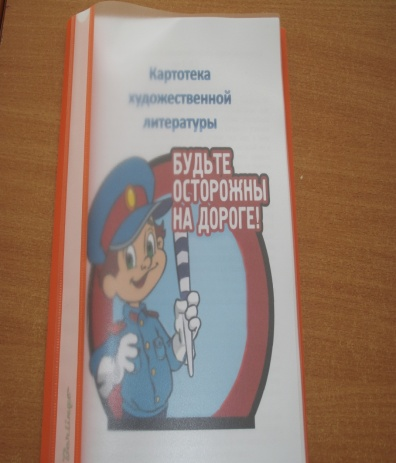 Картотека
художественной
литературы
БУДЬТЕ
ОСТОРОЖНЫ
НА ДОРОГЕ!